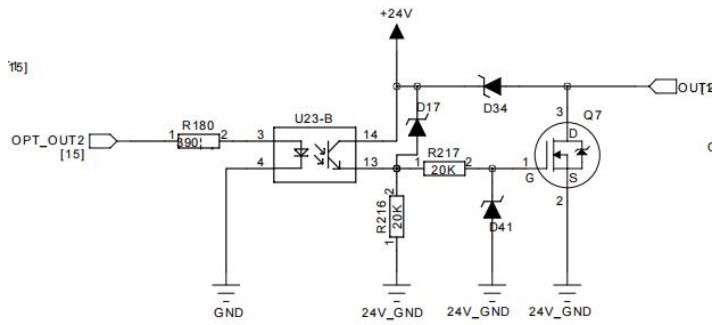 +24V
15]
D17
D34
OUT
U23-B
Q7
3
R180
14
D
OPT_OUT2
1
2
3
390
[15]
R217
4
13
1
2
1
20K
G
S
2
R216
20K
2
D41
1
GND
24V_GND
24V_GND
24V_GND